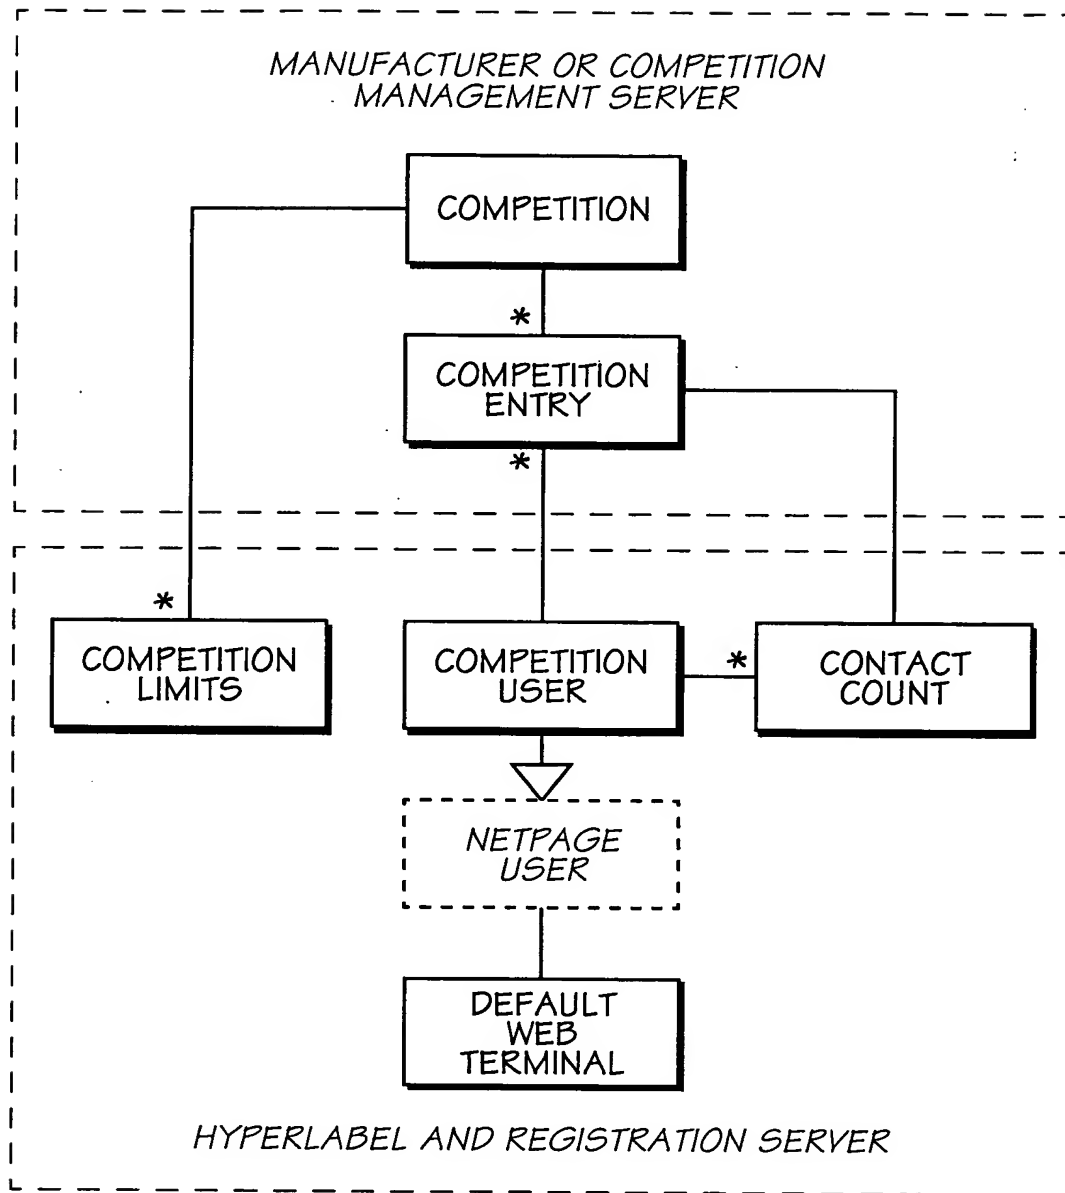 MANUFACTURER OR COMPETITION
MANAGEMENT SERVER
COMPETITION
*
COMPETITION
ENTRY
*
*
COMPETITION
LIMITS
COMPETITION
USER
*
CONTACT
COUNT
NETPAGE
USER
DEFAULT
WEB
TERMINAL
HYPERLABEL AND REGISTRATION SERVER